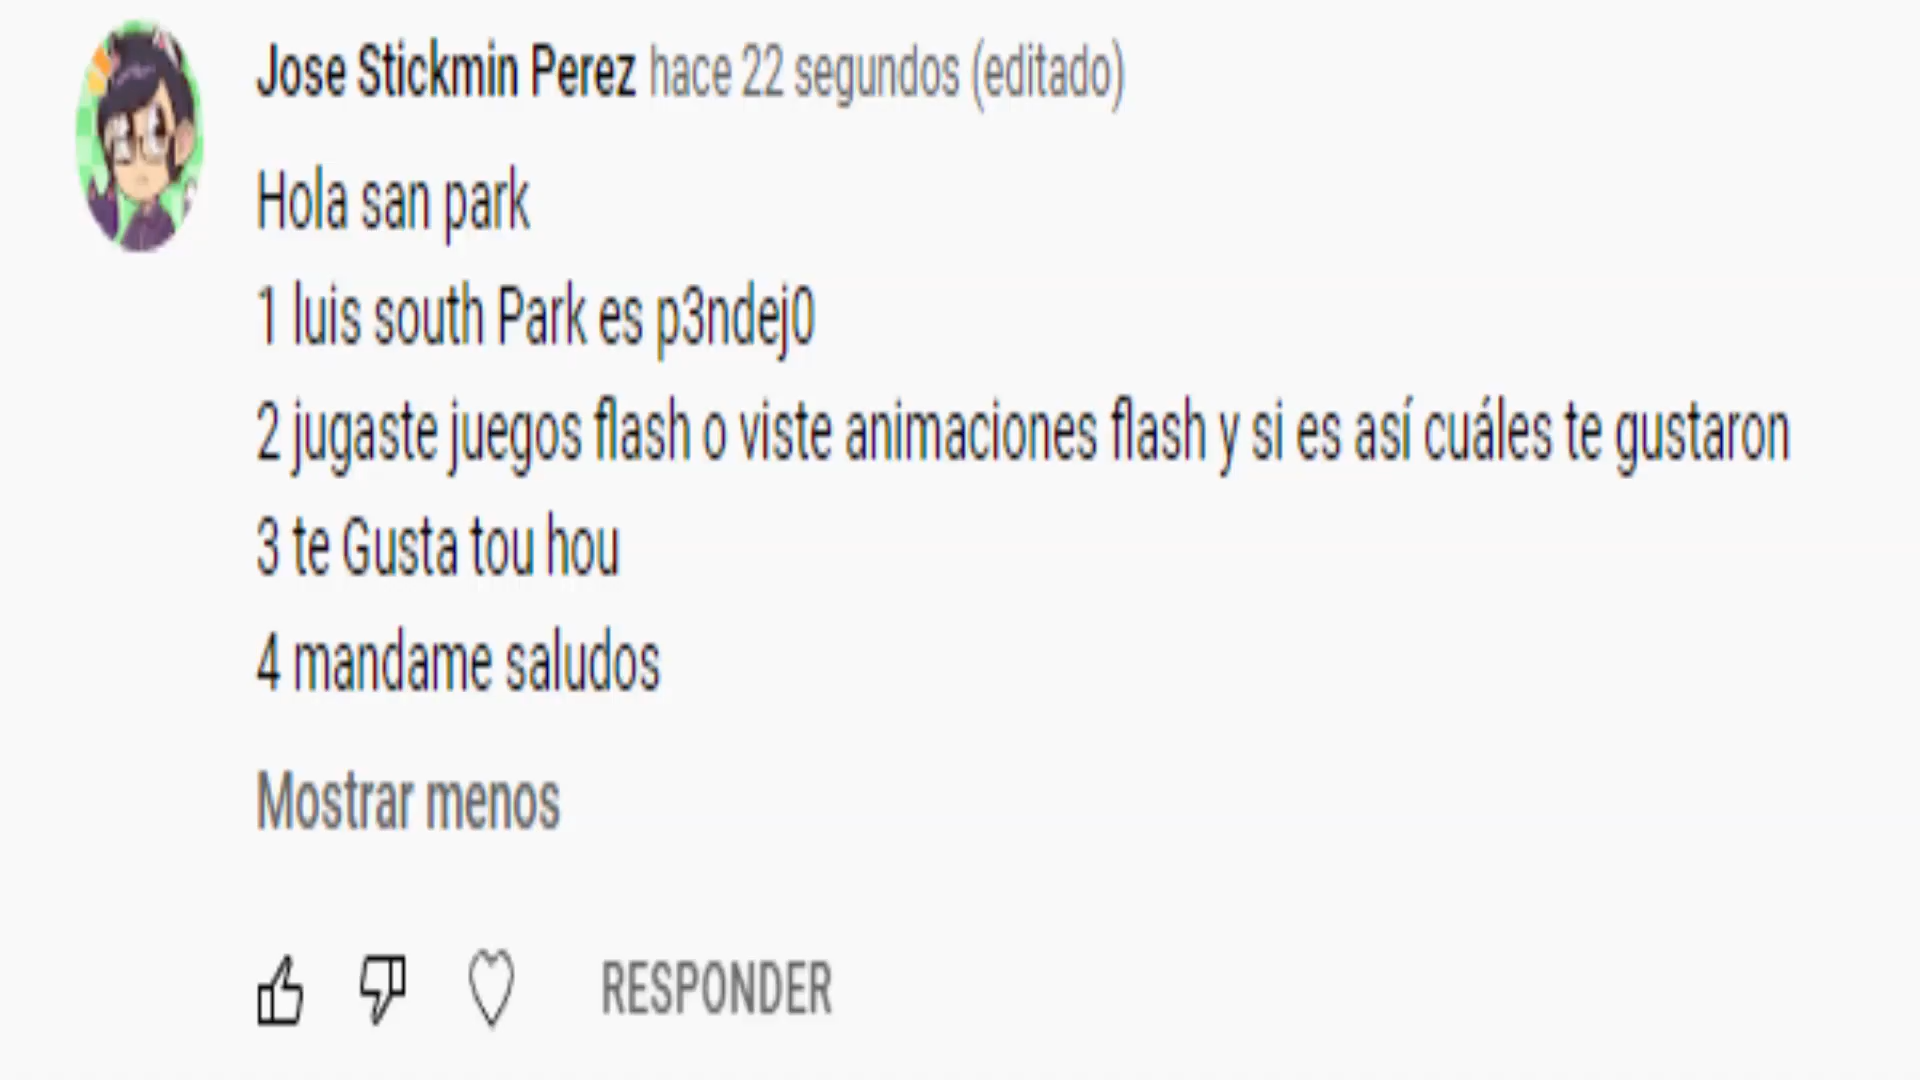 Jose Stickmin Perez hace 22 segundos (editado)
Hola san park
1 luis south Park es p3ndej0
2 jugaste juegos flash o viste animaciones flash y si es así cuáles te gustaron
3 te Gusta tou hou
4 mandame saludos
Mostrar menos
RESPONDER